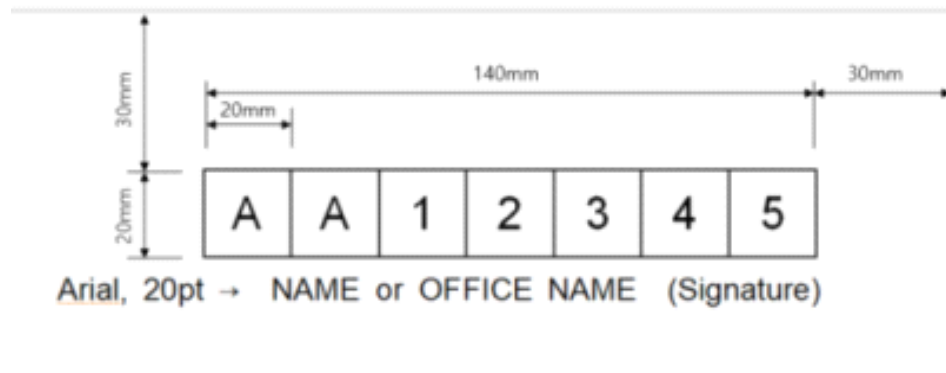 140mm 30mm
30mm 20mm
20mm A A 1 2 3 4 5
Arial, 20pt → NAME or OFFICE NAME (Signature)